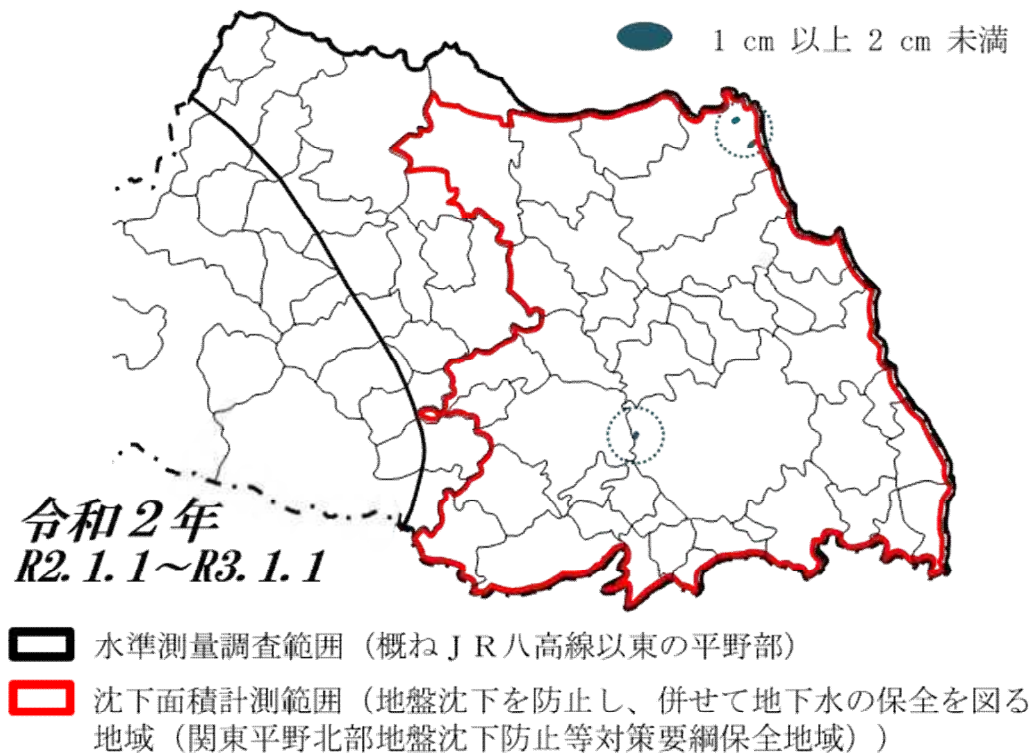 1 cm 以上 2 cm 未満
令和2年
R2.1.1～R3.1.1
水準測量調査範囲（概ねＪＲ八高線以東の平野部）
沈下面積計測範囲（地盤沈下を防止し、併せて地下水の保全を図る
地域（関東平野北部地盤沈下防止等対策要綱保全地域））